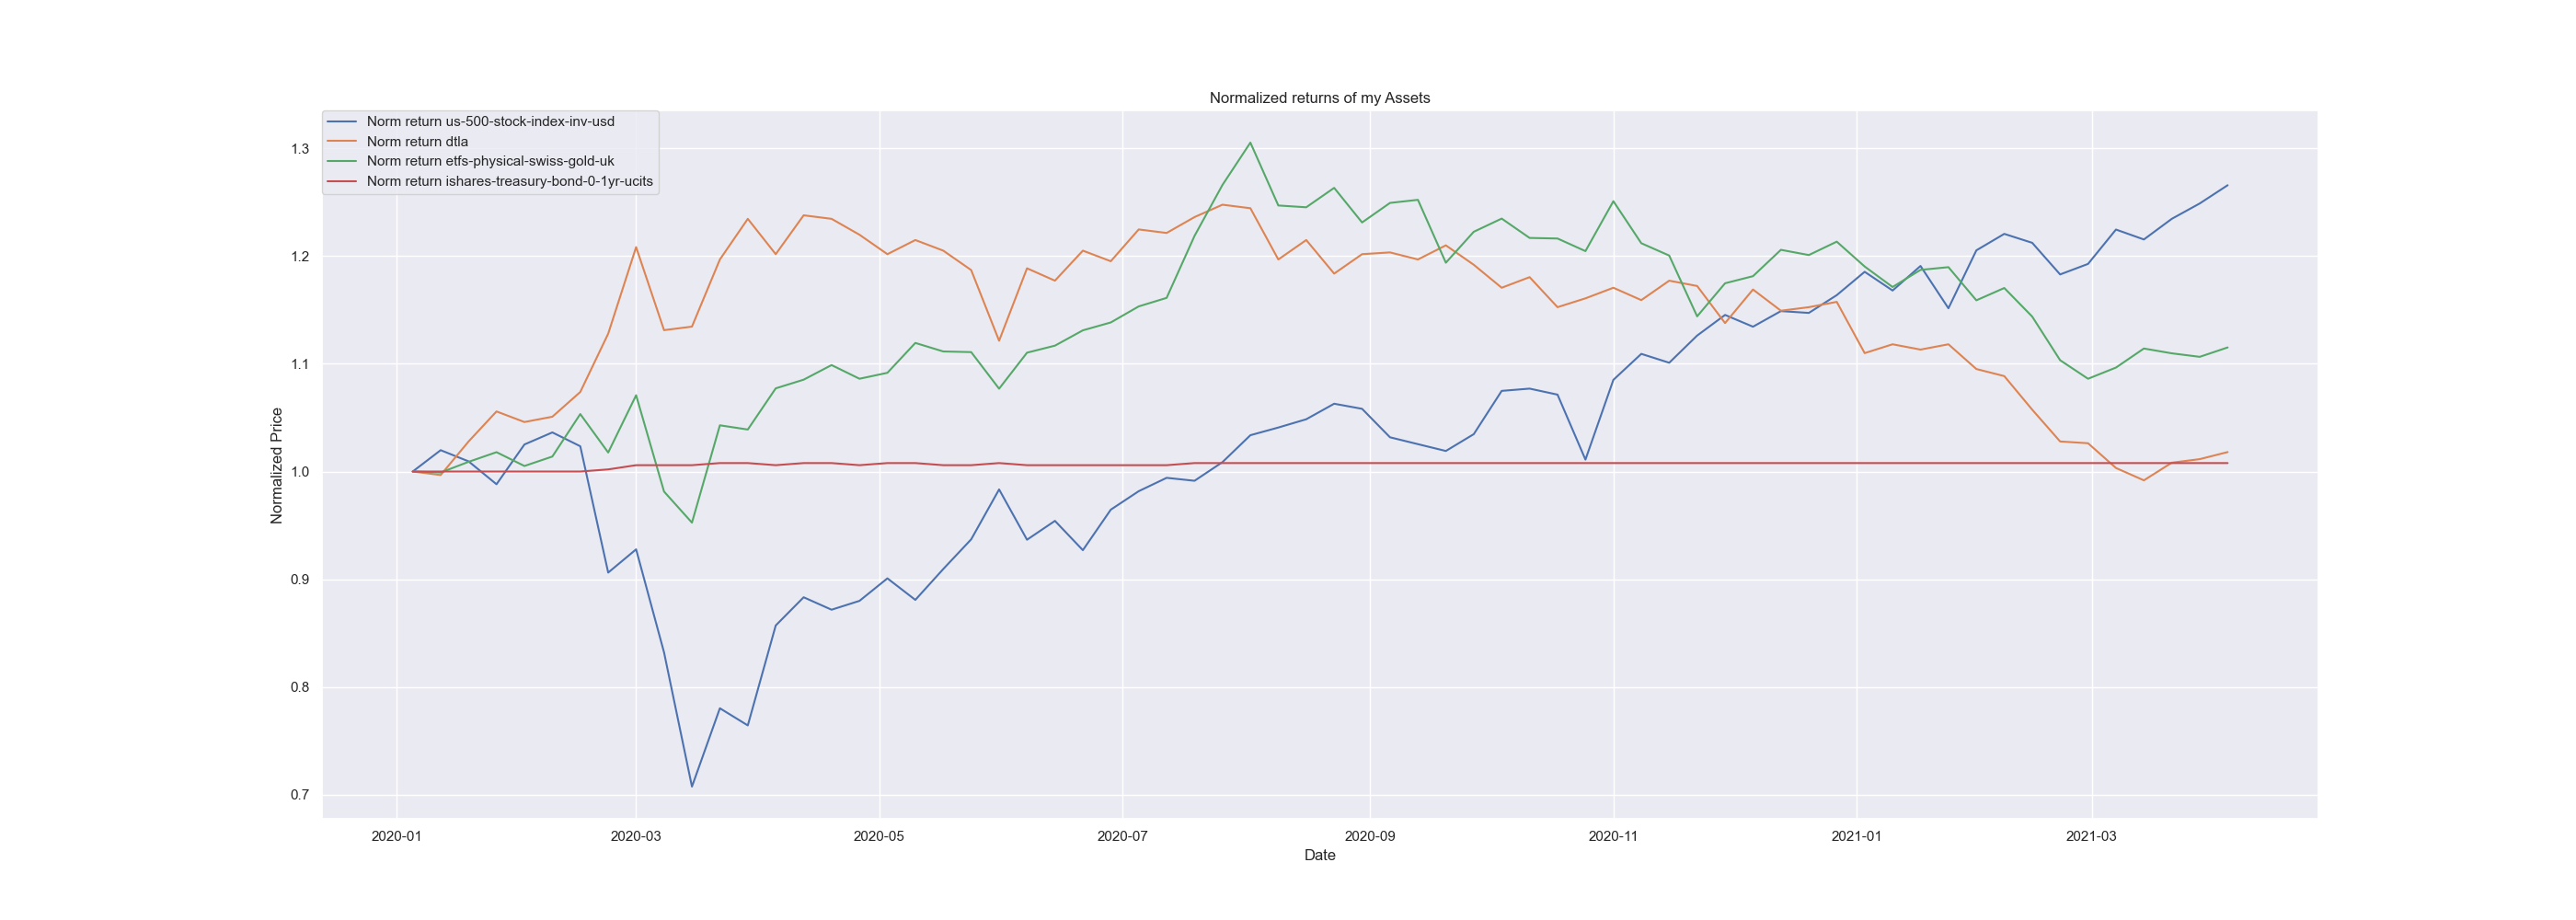 Normalized returns of my Assets
Norm return us-500-stock-index-inv-usd
Norm return dtla
Norm return etfs-physical-swiss-gold-uk
Norm return ishares-treasury-bond-0-1yr-ucits
1.3
1.2
1.1
1.0
0.9
0.8
0.7
Normalized Price
2020-01 2020-03 2020-05 2020-07 2020-09 2020-11 2021-01 2021-03
Date